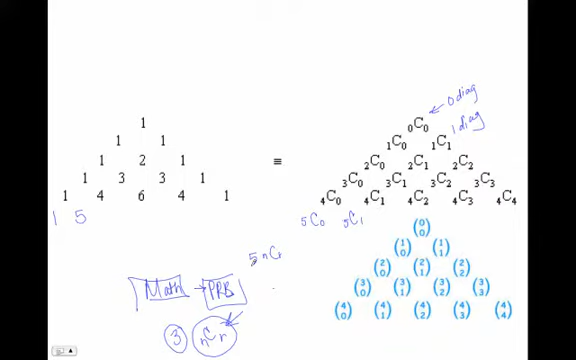 1
1 1
1 2 1
1 3 3 1
1 4 6 4 1
1 5
≡
0 diag
1 diag
₀C₀
₁C₀ ₁C₁
₂C₀ ₂C₁ ₂C₂
₃C₀ ₃C₁ ₃C₂ ₃C₃
₄C₀ ₄C₁ ₄C₂ ₄C₃ ₄C₄
₅C₀ ₅C₁
(0 0)
(1 0) (1 1)
(2 0) (2 1) (2 2)
(3 0) (3 1) (3 2) (3 3)
(4 0) (4 1) (4 2) (4 3) (4 4)
5 nCr
Math → PRB
3 nCr